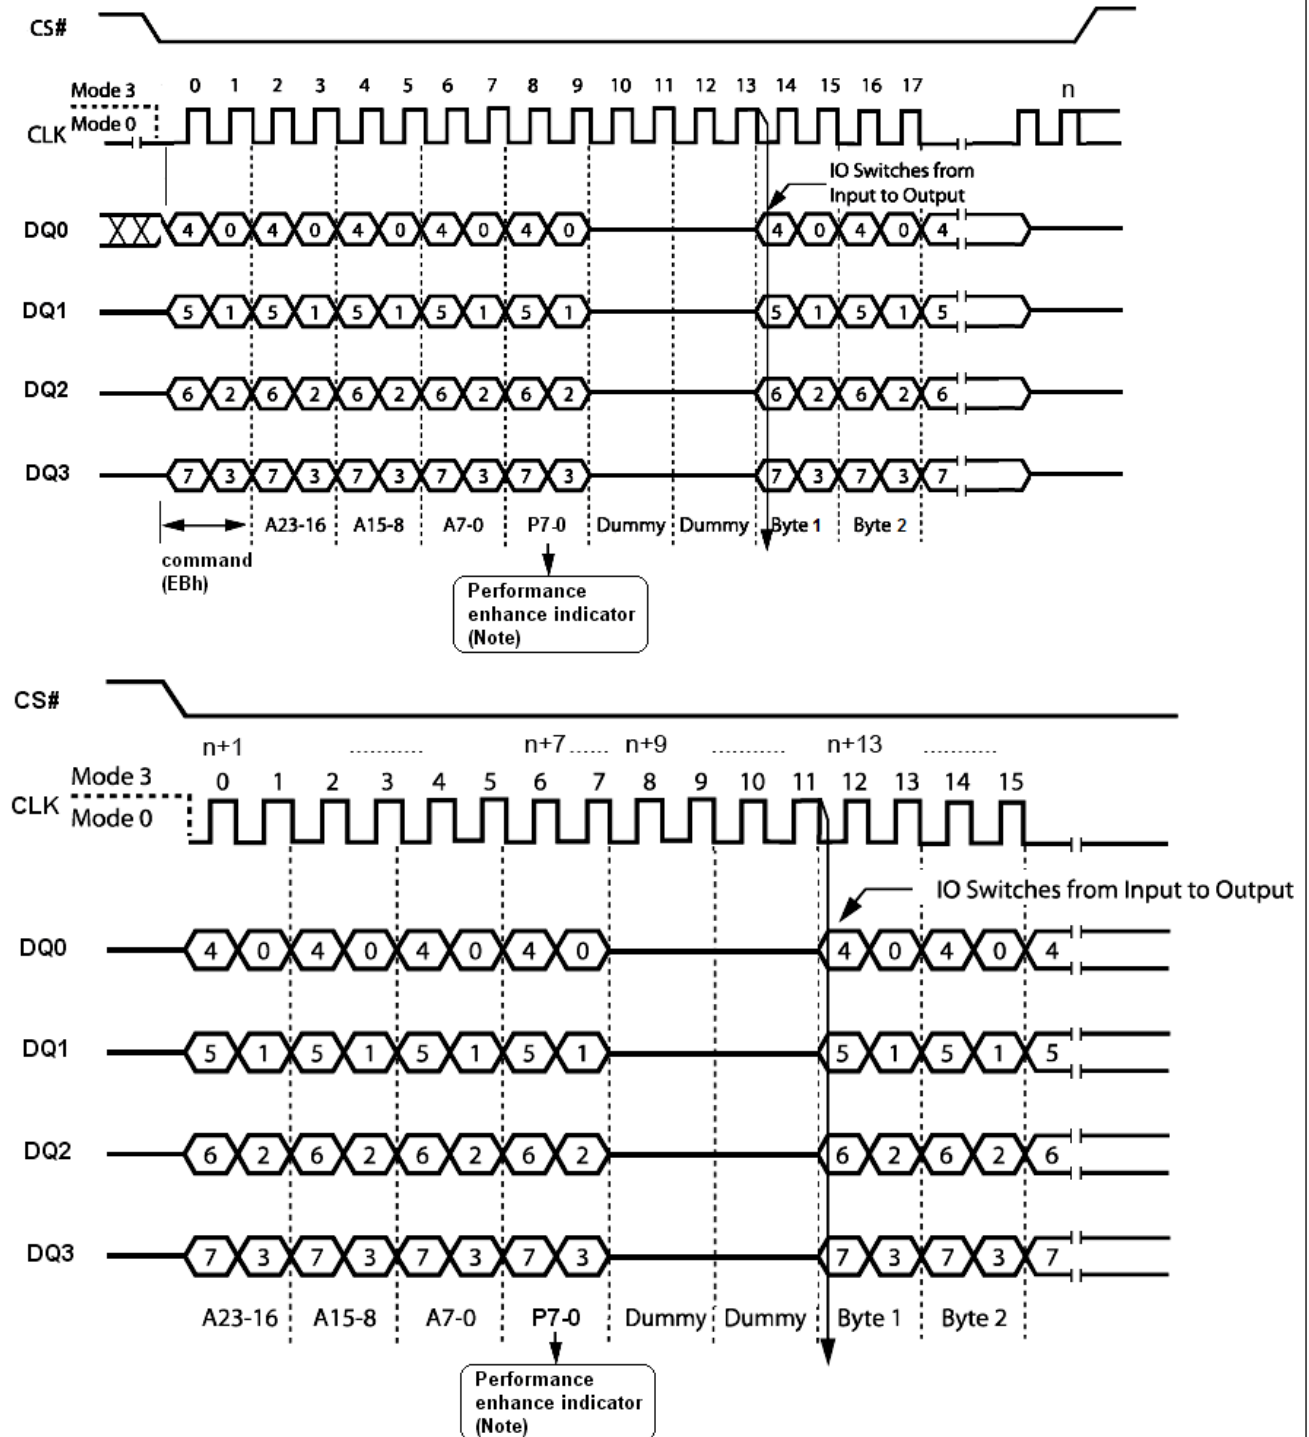 CS#
Mode 3
Mode 0
CLK
0 1 2 3 4 5 6 7 8 9 10 11 12 13 14 15 16 17 n
IO Switches from
Input to Output
DQ0 4 0 4 0 4 0 4 0 4 0 4 0 4 0 4
DQ1 5 1 5 1 5 1 5 1 5 1 5 1 5 1 5
DQ2 6 2 6 2 6 2 6 2 6 2 6 2 6 2 6
DQ3 7 3 7 3 7 3 7 3 7 3 7 3 7 3 7
A23-16 A15-8 A7-0 P7-0 Dummy Dummy Byte 1 Byte 2
command
(EBh)
Performance
enhance indicator
(Note)
CS#
n+1 ........... n+7 ...... n+9 ........... n+13 ...........
Mode 3
Mode 0
CLK
0 1 2 3 4 5 6 7 8 9 10 11 12 13 14 15
IO Switches from Input to Output
DQ0 4 0 4 0 4 0 4 0 4 0 4 0 4
DQ1 5 1 5 1 5 1 5 1 5 1 5 1 5
DQ2 6 2 6 2 6 2 6 2 6 2 6 2 6
DQ3 7 3 7 3 7 3 7 3 7 3 7 3 7
A23-16 A15-8 A7-0 P7-0 Dummy Dummy Byte 1 Byte 2
Performance
enhance indicator
(Note)